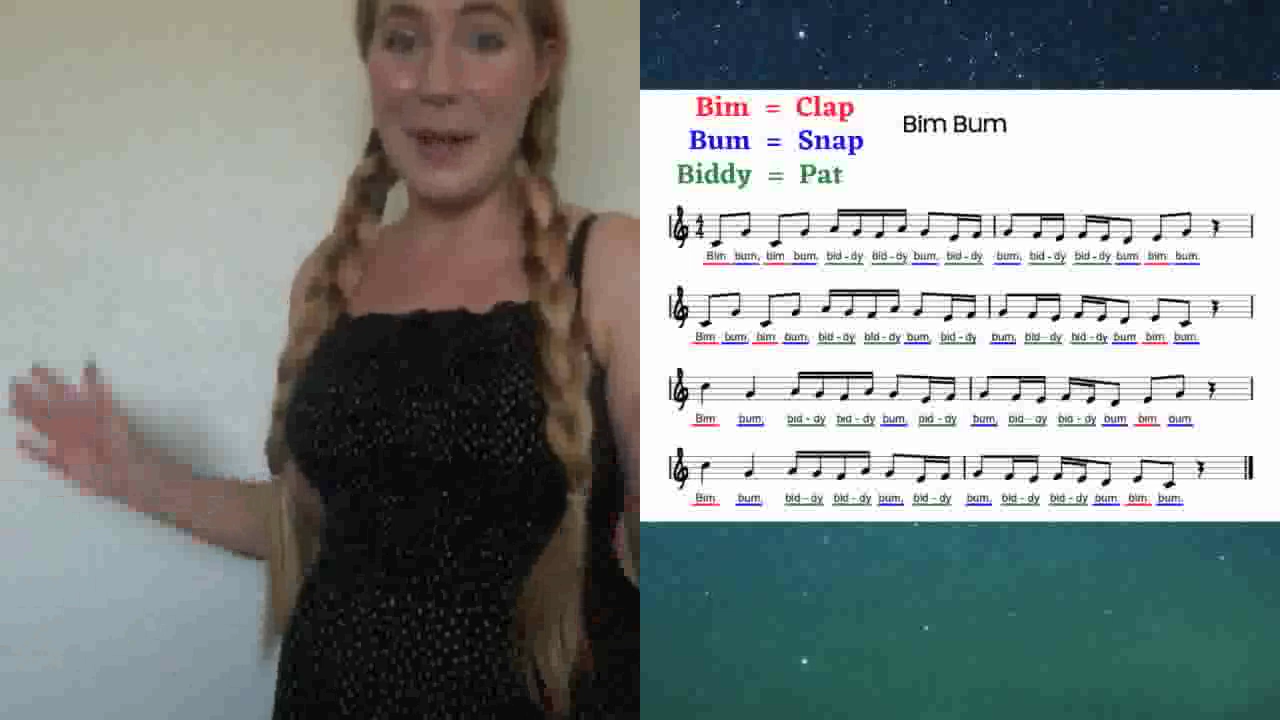 Bim = Clap
Bum = Snap
Biddy = Pat
Bim Bum
Bim bum, bim bum, bid - dy bid - dy bum, bid - dy bum, bid - dy bid - dy bum bim bum.
Bim bum, bim bum, bid - dy bid - dy bum, bid - dy bum, bid - dy bid - dy bum bim bum.
Bim bum, bid - dy bid - dy bum, bid - dy bum, bid - dy bid - dy bum bim bum
Bim bum, bid - dy bid - dy bum, bid - dy bum, bid - dy bid - dy bum bim bum.